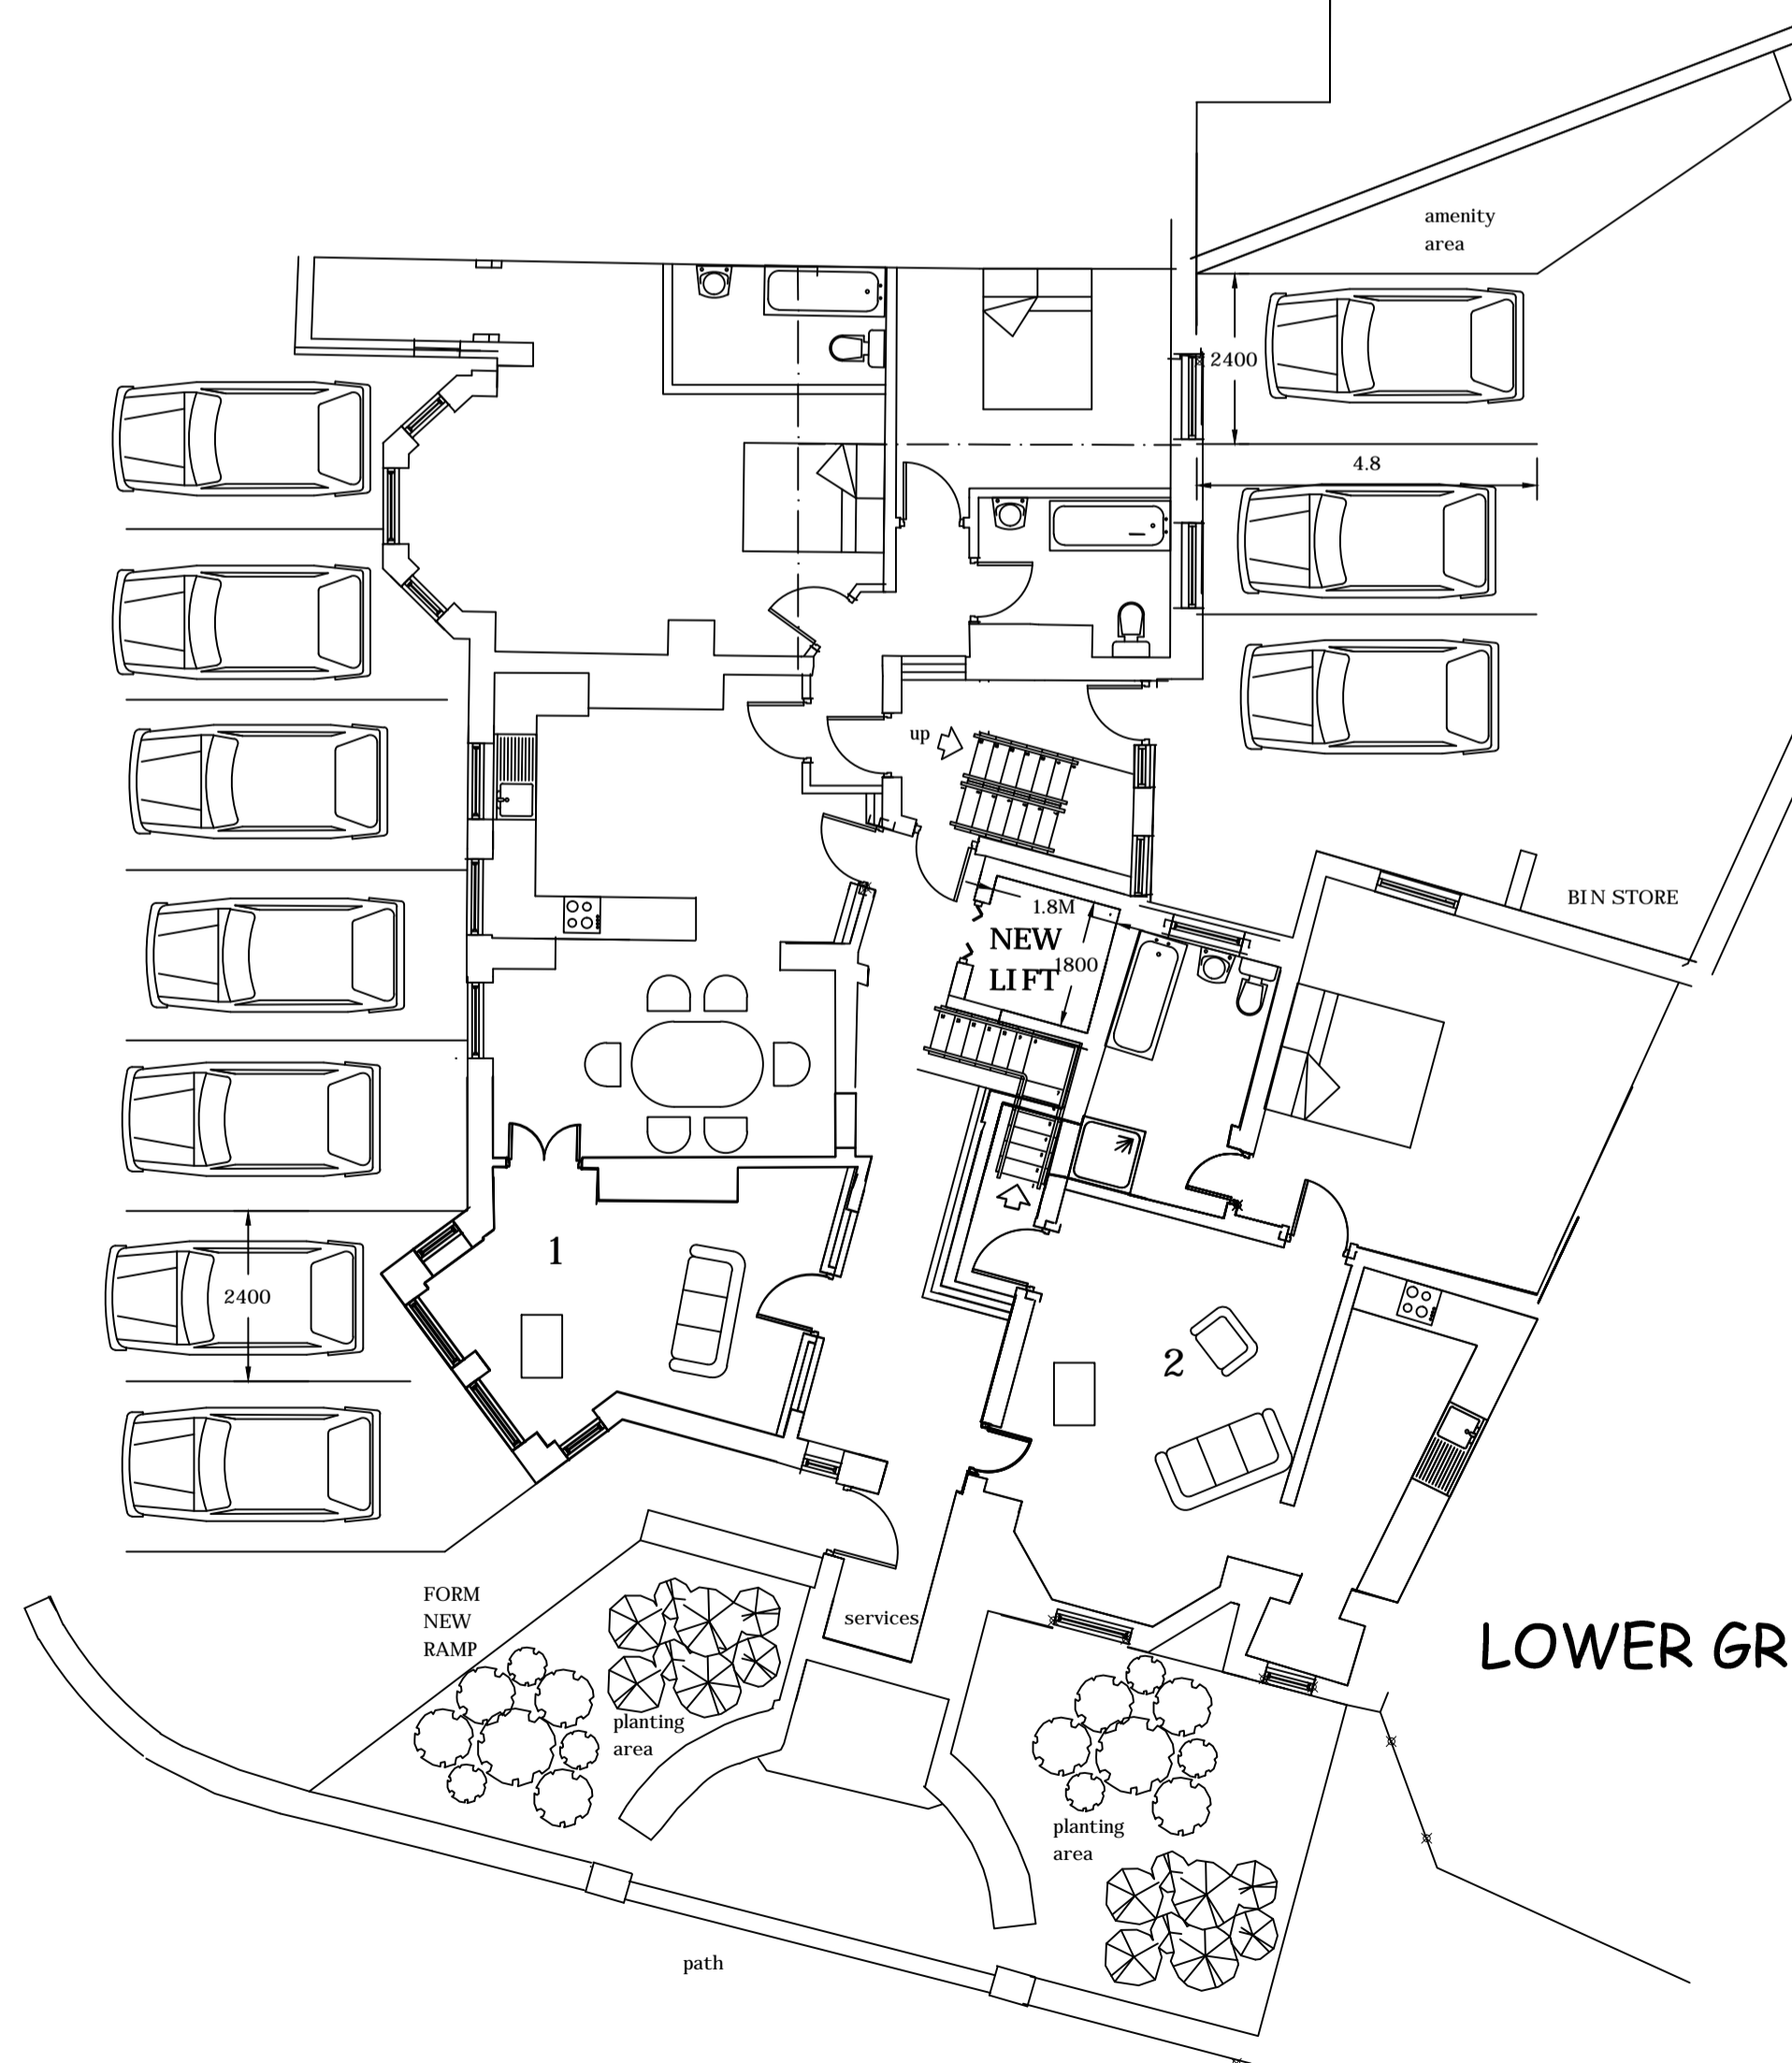 amenity
area
2400
4.8
up
BIN STORE
1.8M
NEW
1800
LIFT
1
2400
2
FORM
NEW
RAMP
services
LOWER GR
planting
area
planting
area
path